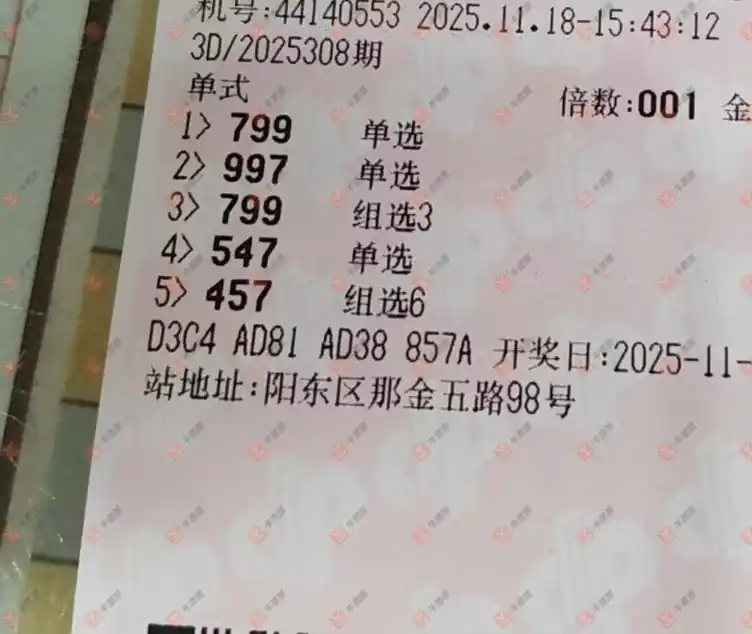 机号:44140553 2025.11.18-15:43:12
3D/2025308期
单式
倍数:001 金
1> 799 单选
2> 997 单选
3> 799 组选3
4> 547 单选
5> 457 组选6
D3C4 AD81 AD38 857A 开奖日:2025-11-
站地址:阳东区那金五路98号